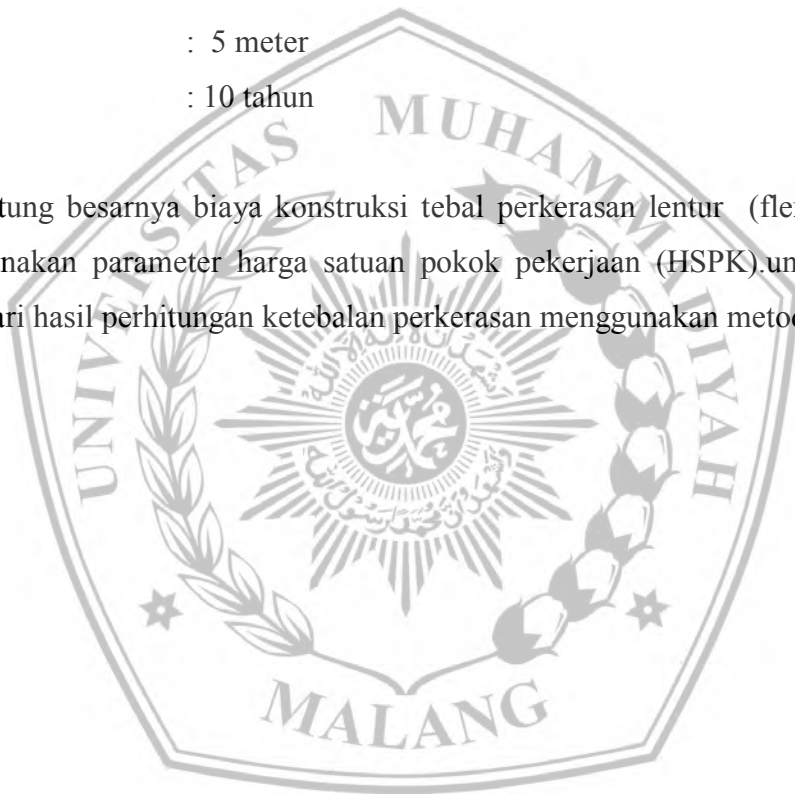 : 5 meter
: 10 tahun
tung besarnya biaya konstruksi tebal perkerasan lentur (fle
nakan parameter harga satuan pokok pekerjaan (HSPK).un
ari hasil perhitungan ketebalan perkerasan menggunakan meto
UNIVERSITAS MUHAMMADIYAH
MALANG